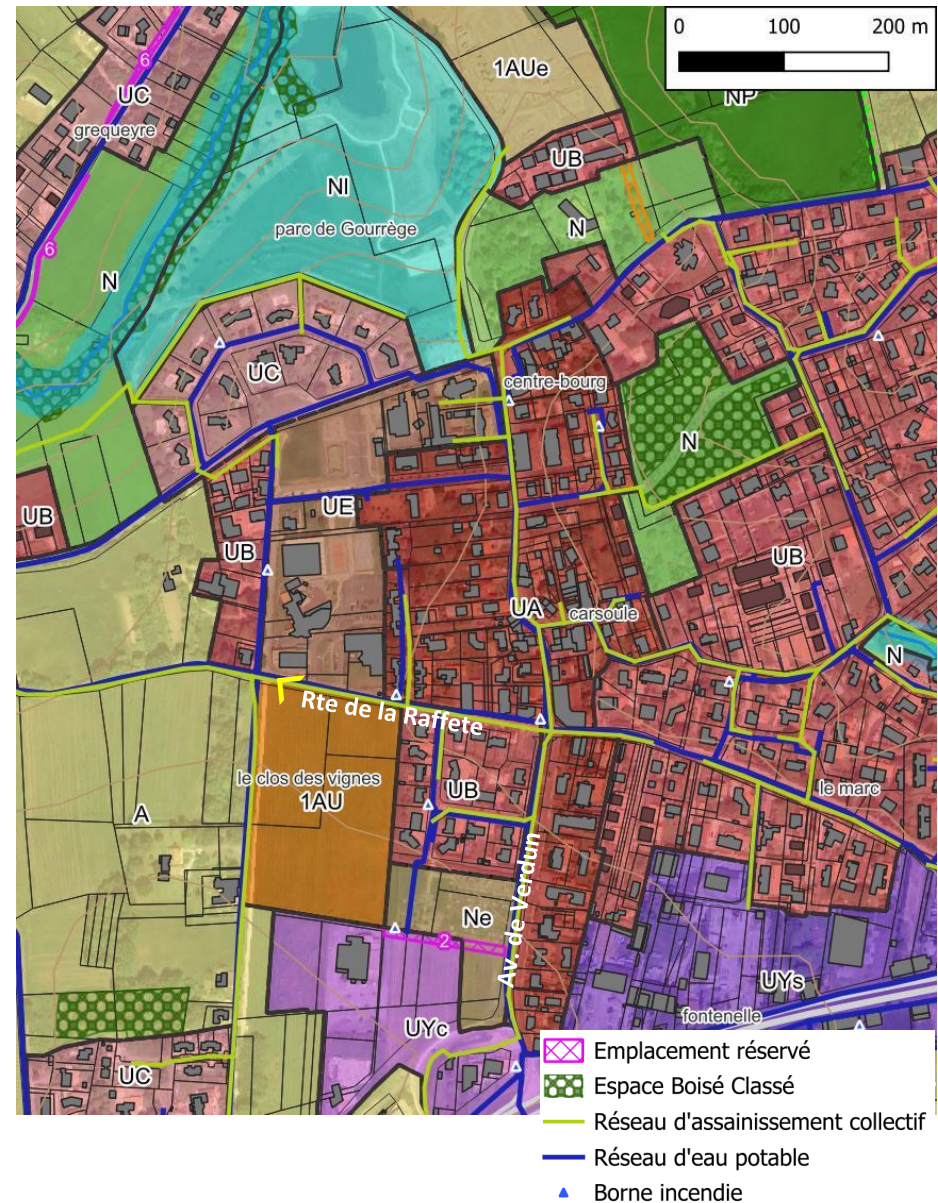 0 100 200 m
1AUe
6
UC
NP
grequeyre
UB
NI
parc de Gourrège
N
6
N
UC
centre-bourg
N
UE
UB
UB
UB
UA
carsoule
N
Rte de la Raffete
le clos des vignes
1AU
UB
le marc
A
Av. de Verdun
Ne
2
UYs
UYc
fontenelle
UC
Emplacement réservé
Espace Boisé Classé
Réseau d'assainissement collectif
Réseau d'eau potable
Borne incendie